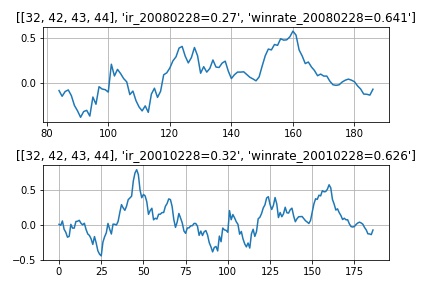 [[32, 42, 43, 44], 'ir_20080228=0.27', 'winrate_20080228=0.641']
0.5
0.0
80 100 120 140 160 180
[[32, 42, 43, 44], 'ir_20010228=0.32', 'winrate_20010228=0.626']
0.5
0.0
−0.5
0 25 50 75 100 125 150 175